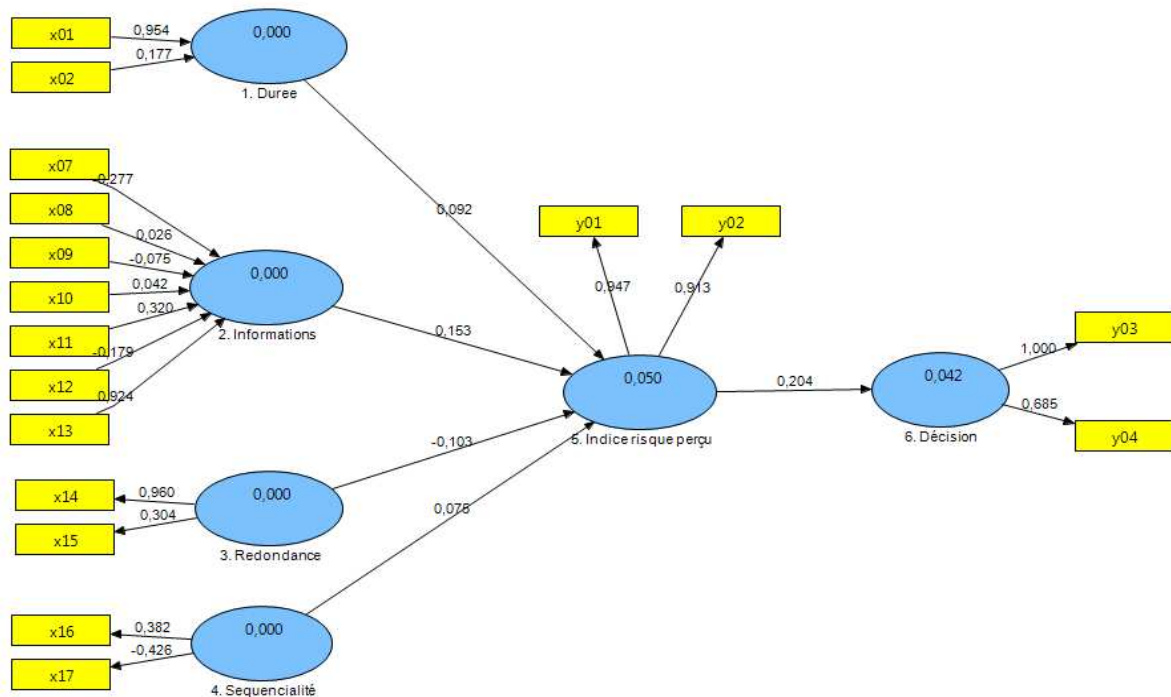 x01
0,954
x02
0,177
0,000
1. Duree
0,092
x07
-0,277
x08
0,026
x09
-0,075
x10
0,042
x11
0,320
x12
-0,179
x13
0,924
0,000
2. Informations
0,153
y01
y02
0,947
0,913
0,050
5. Indice risque perçu
0,204
0,042
6. Décision
1,000
y03
0,685
y04
x14
0,960
x15
0,304
0,000
3. Redondance
-0,103
0,075
x16
0,382
x17
-0,426
0,000
4. Sequencialité